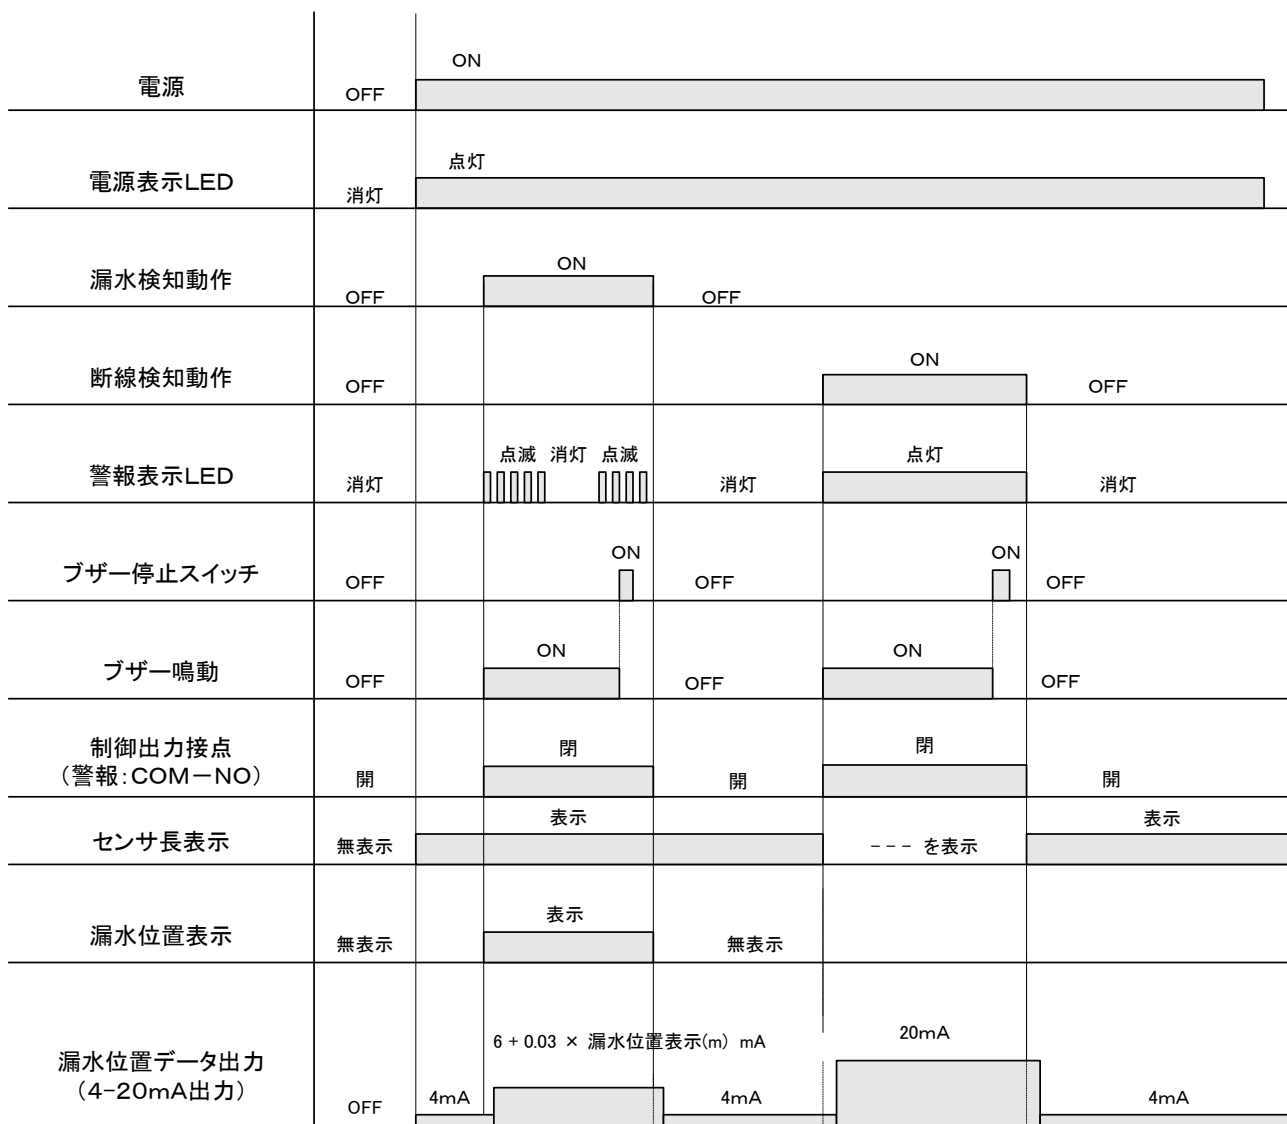 ON
電源
OFF
点灯
電源表示LED
消灯
ON
漏水検知動作
OFF
OFF
ON
断線検知動作
OFF
OFF
点滅 消灯 点滅
点灯
警報表示LED
消灯
消灯
消灯
ON
ON
ブザー停止スイッチ
OFF
OFF
OFF
ON
ON
ブザー鳴動
OFF
OFF
OFF
制御出力接点
（警報：COM－NO）
閉
閉
開
開
開
表示
表示
センサ長表示
無表示
--- を表示
表示
漏水位置表示
無表示
無表示
6 + 0.03 × 漏水位置表示(m) mA
20mA
漏水位置データ出力
（4-20mA出力）
OFF
4mA
4mA
4mA